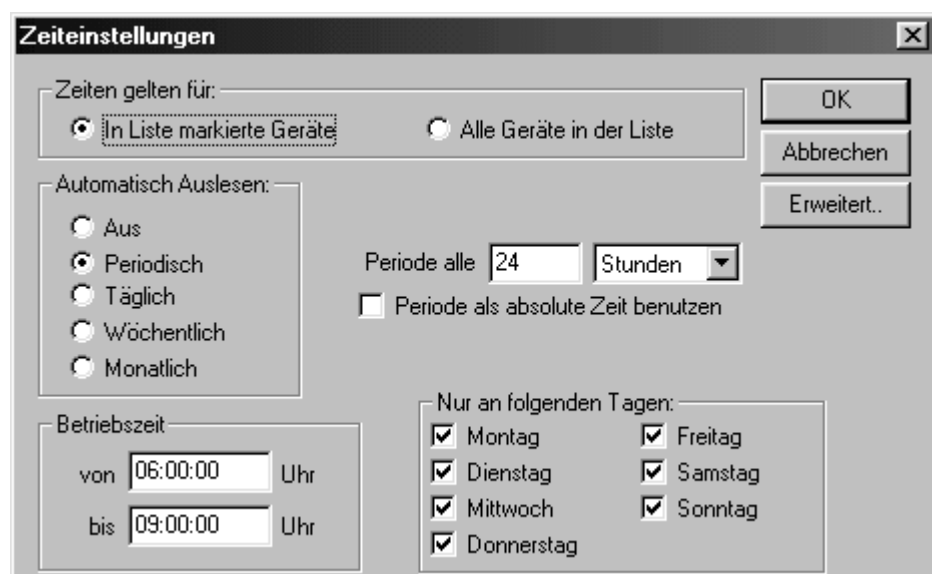 Zeiteinstellungen
Zeiten gelten für:
In Liste markierte Geräte
Alle Geräte in der Liste
OK
Abbrechen
Erweitert..
Automatisch Auslesen:
Aus
Periodisch
Täglich
Wöchentlich
Monatlich
Periode alle 24 Stunden
Periode als absolute Zeit benutzen
Betriebszeit
von 06:00:00 Uhr
bis 09:00:00 Uhr
Nur an folgenden Tagen:
Montag
Dienstag
Mittwoch
Donnerstag
Freitag
Samstag
Sonntag